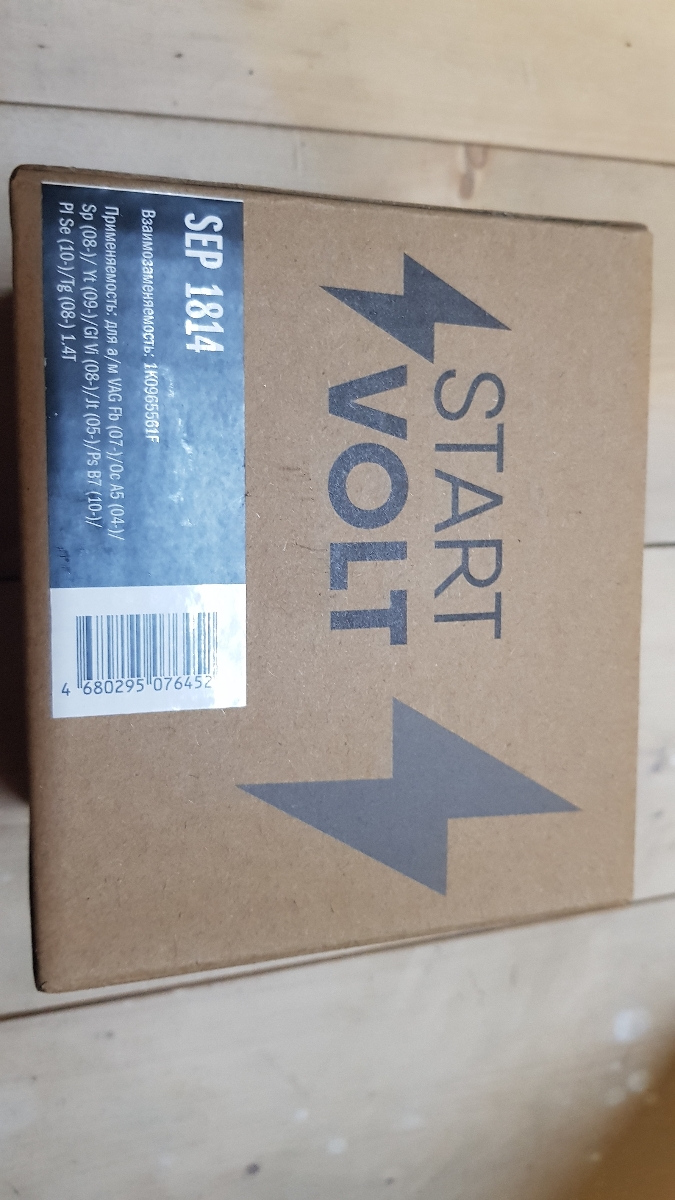 START
VOLT
SEP 1814
Взаимозаменяемость: 1K0965561F
Применяемость: для а/м VAG Fb (07-)/Oc A5 (04-)/
Sp (08-)/ Yt (09-)/Gl Vi (08-)/Jt (05-)/Ps B7 (10-)/
Pl Se (10-)/Tg (08-) 1.4T
4 680295 076452